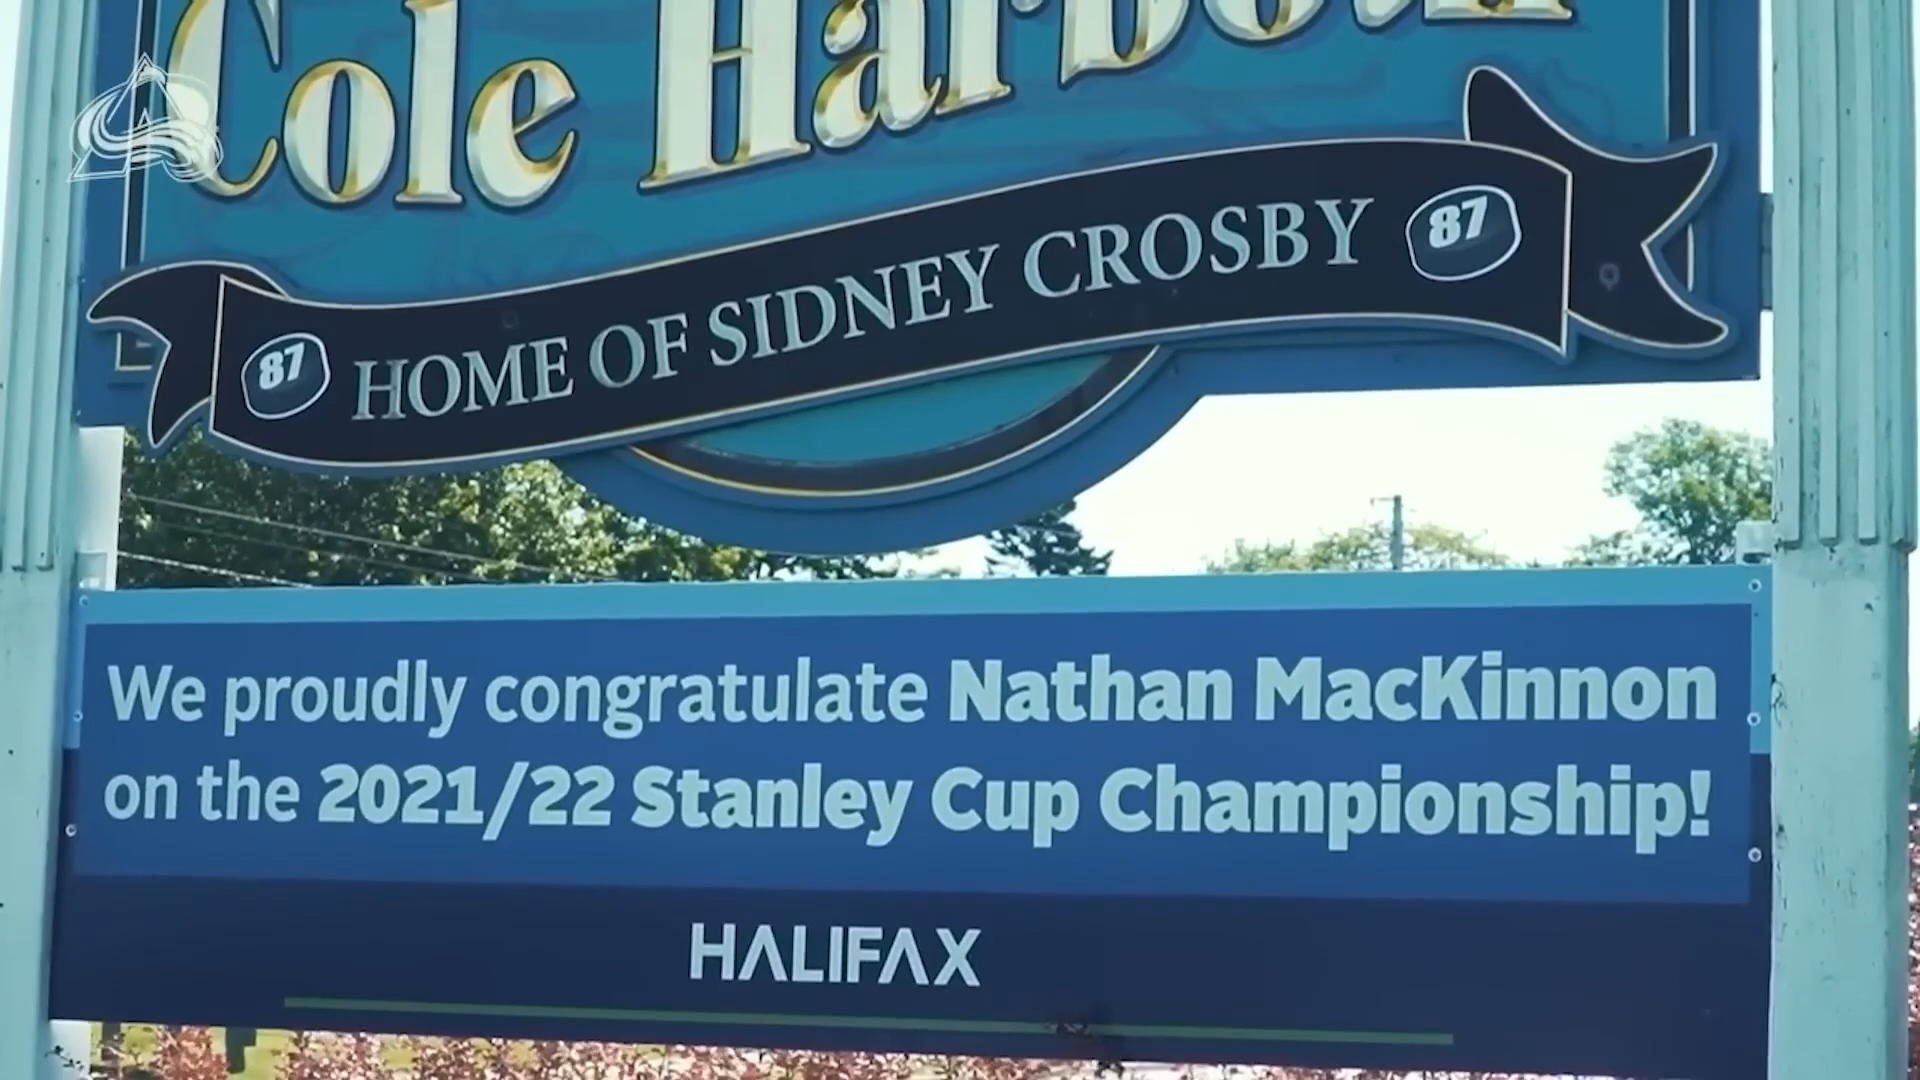 Cole Harbour
87 HOME OF SIDNEY CROSBY 87
We proudly congratulate Nathan MacKinnon
on the 2021/22 Stanley Cup Championship!
HALIFAX